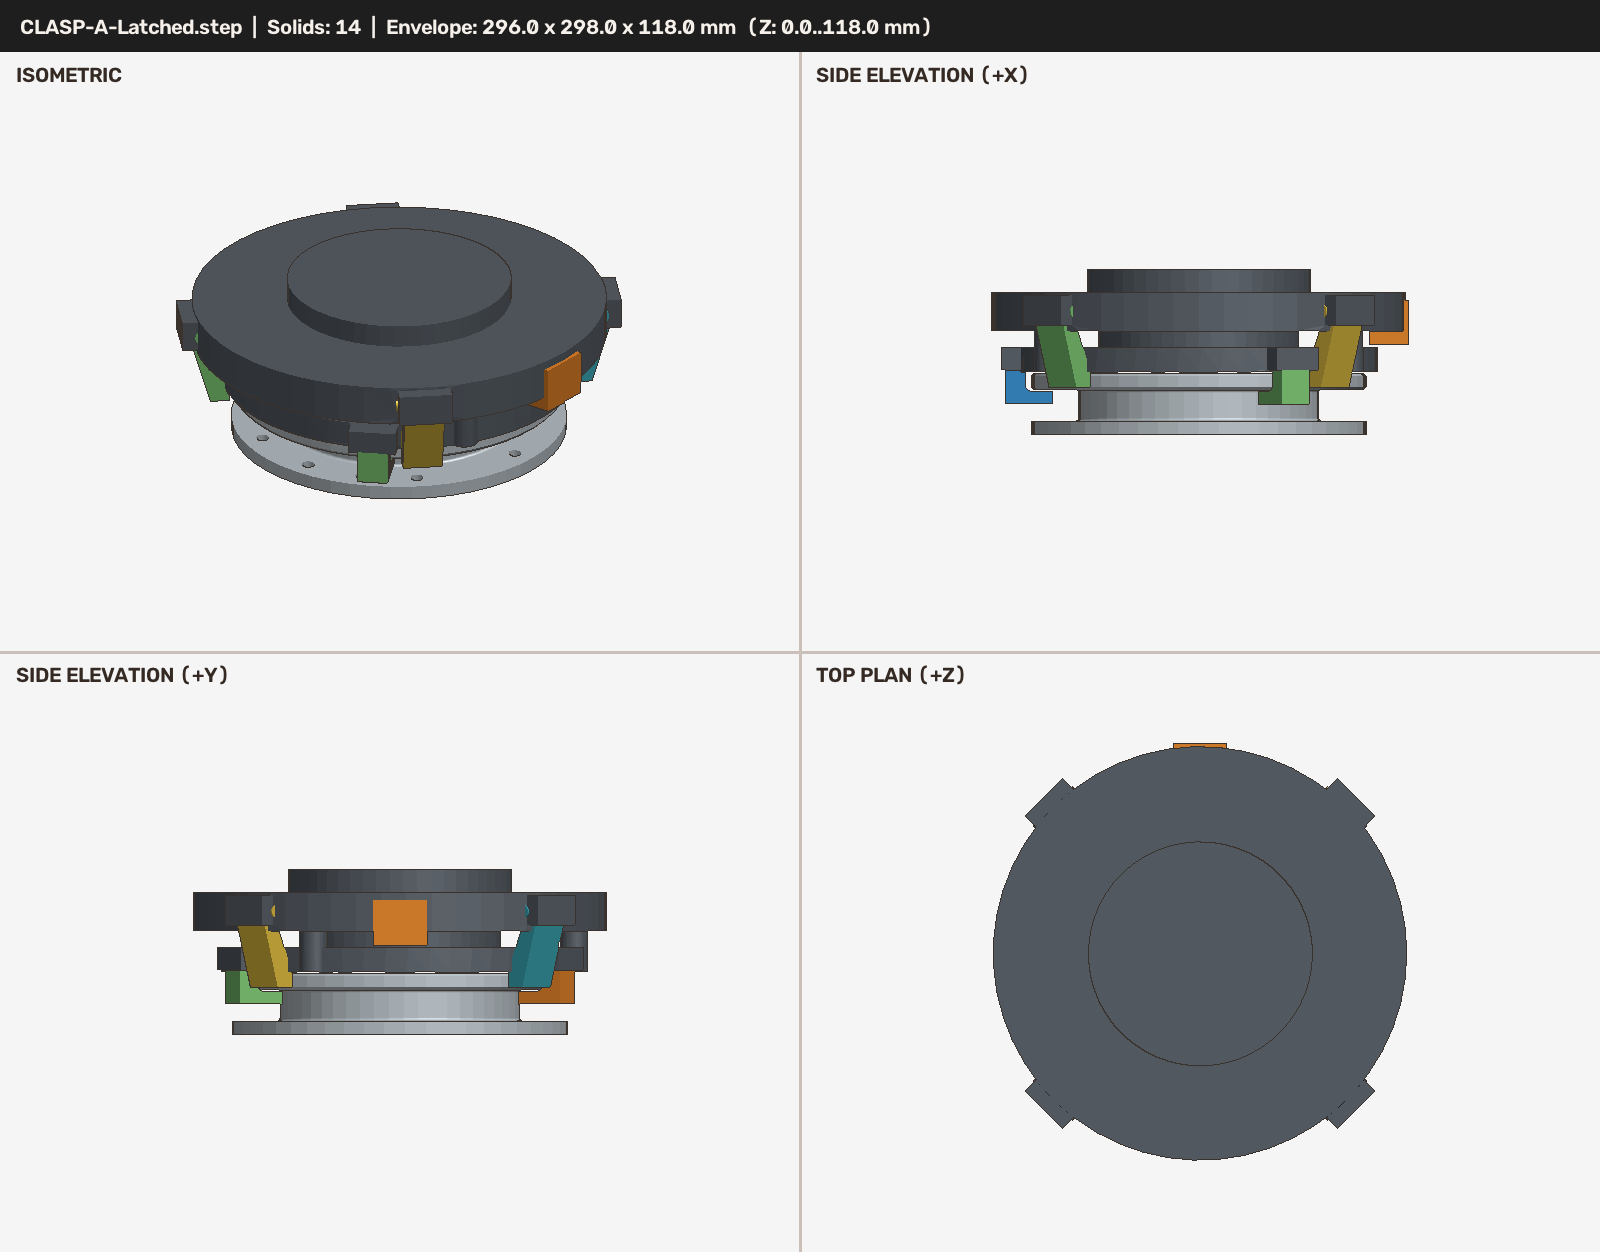 CLASP-A-Latched.step | Solids: 14 | Envelope: 296.0 x 298.0 x 118.0 mm (Z: 0.0..118.0 mm)
ISOMETRIC
SIDE ELEVATION (+X)
SIDE ELEVATION (+Y)
TOP PLAN (+Z)